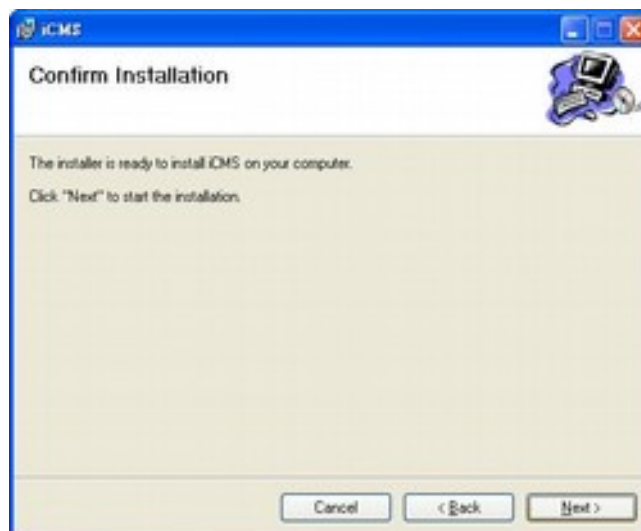 iCMS
Confirm Installation
The installer is ready to install iCMS on your computer.
Click "Next" to start the installation.
Cancel
< Back
Next >